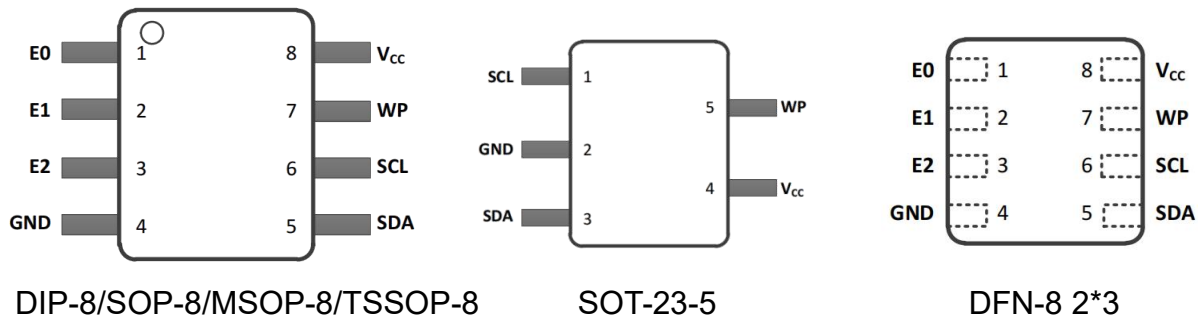 E0 1 8 VCC
E1 2 7 WP
E2 3 6 SCL
GND 4 5 SDA
DIP-8/SOP-8/MSOP-8/TSSOP-8
SCL 1
5 WP
GND 2
4 VCC
SDA 3
SOT-23-5
E0 1 8 VCC
E1 2 7 WP
E2 3 6 SCL
GND 4 5 SDA
DFN-8 2*3